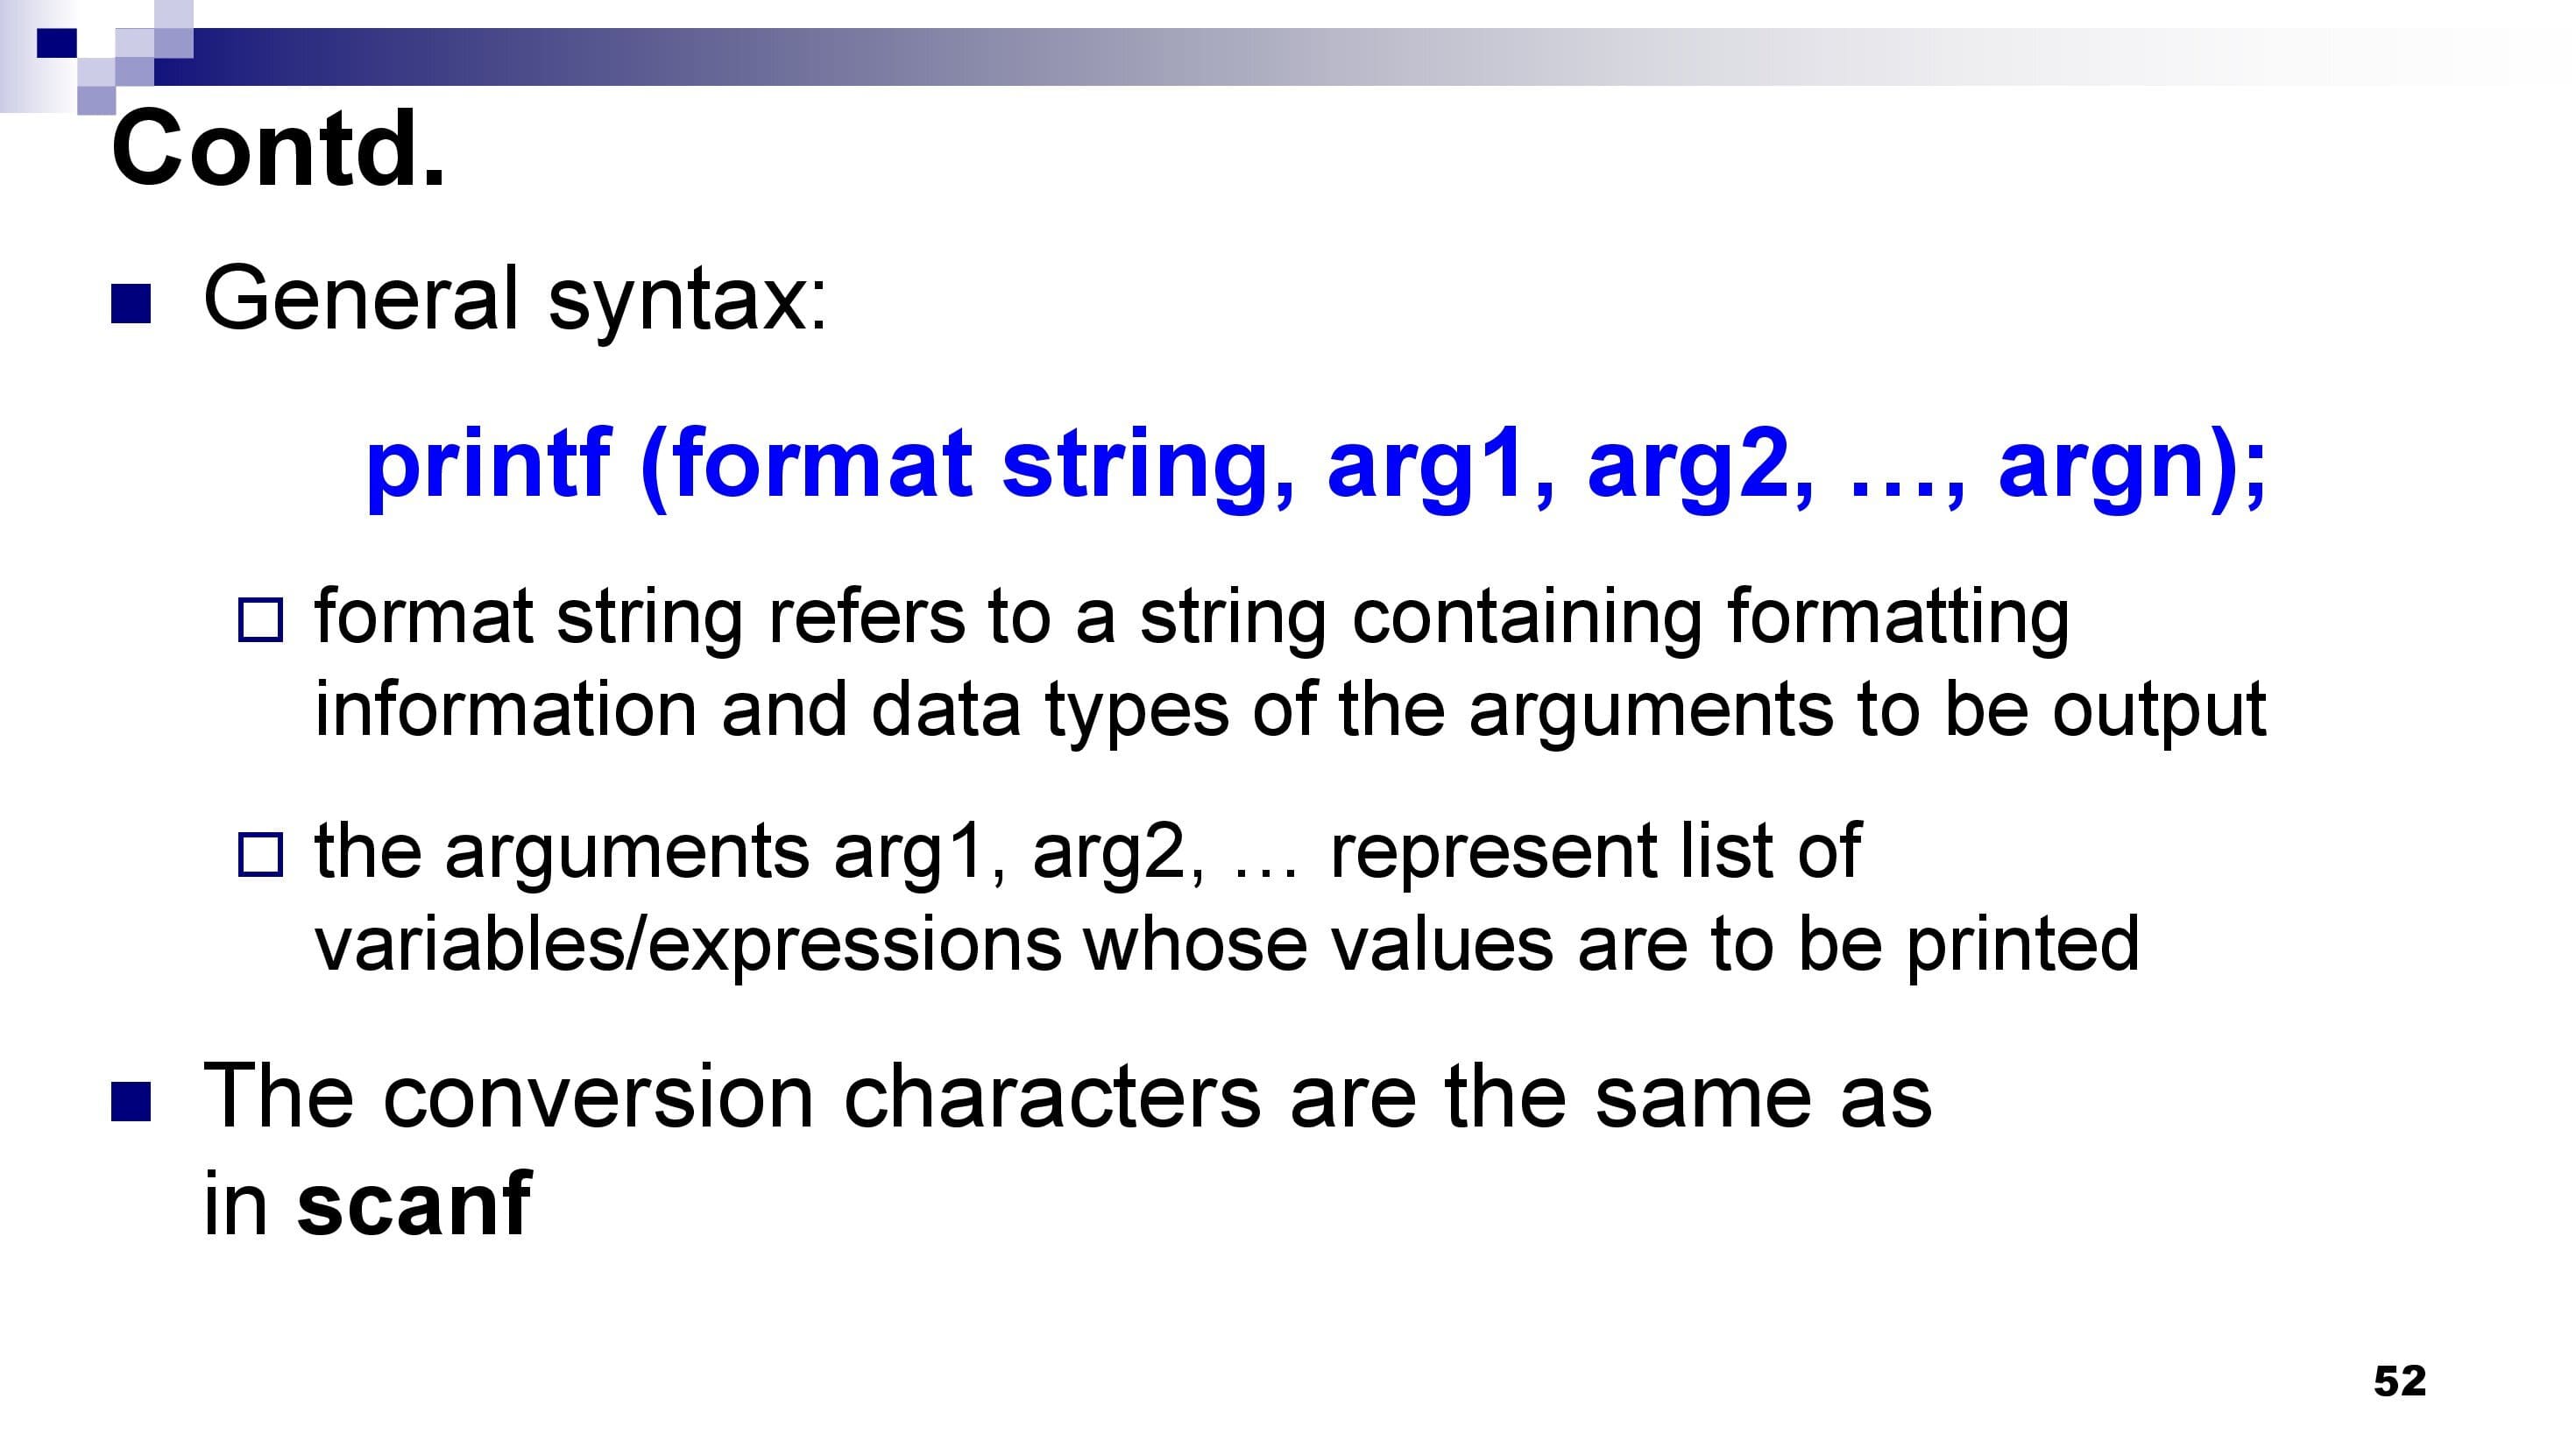 Contd.
General syntax:
printf (format string, arg1, arg2, …, argn);
format string refers to a string containing formatting
information and data types of the arguments to be output
the arguments arg1, arg2, … represent list of
variables/expressions whose values are to be printed
The conversion characters are the same as
in scanf
52